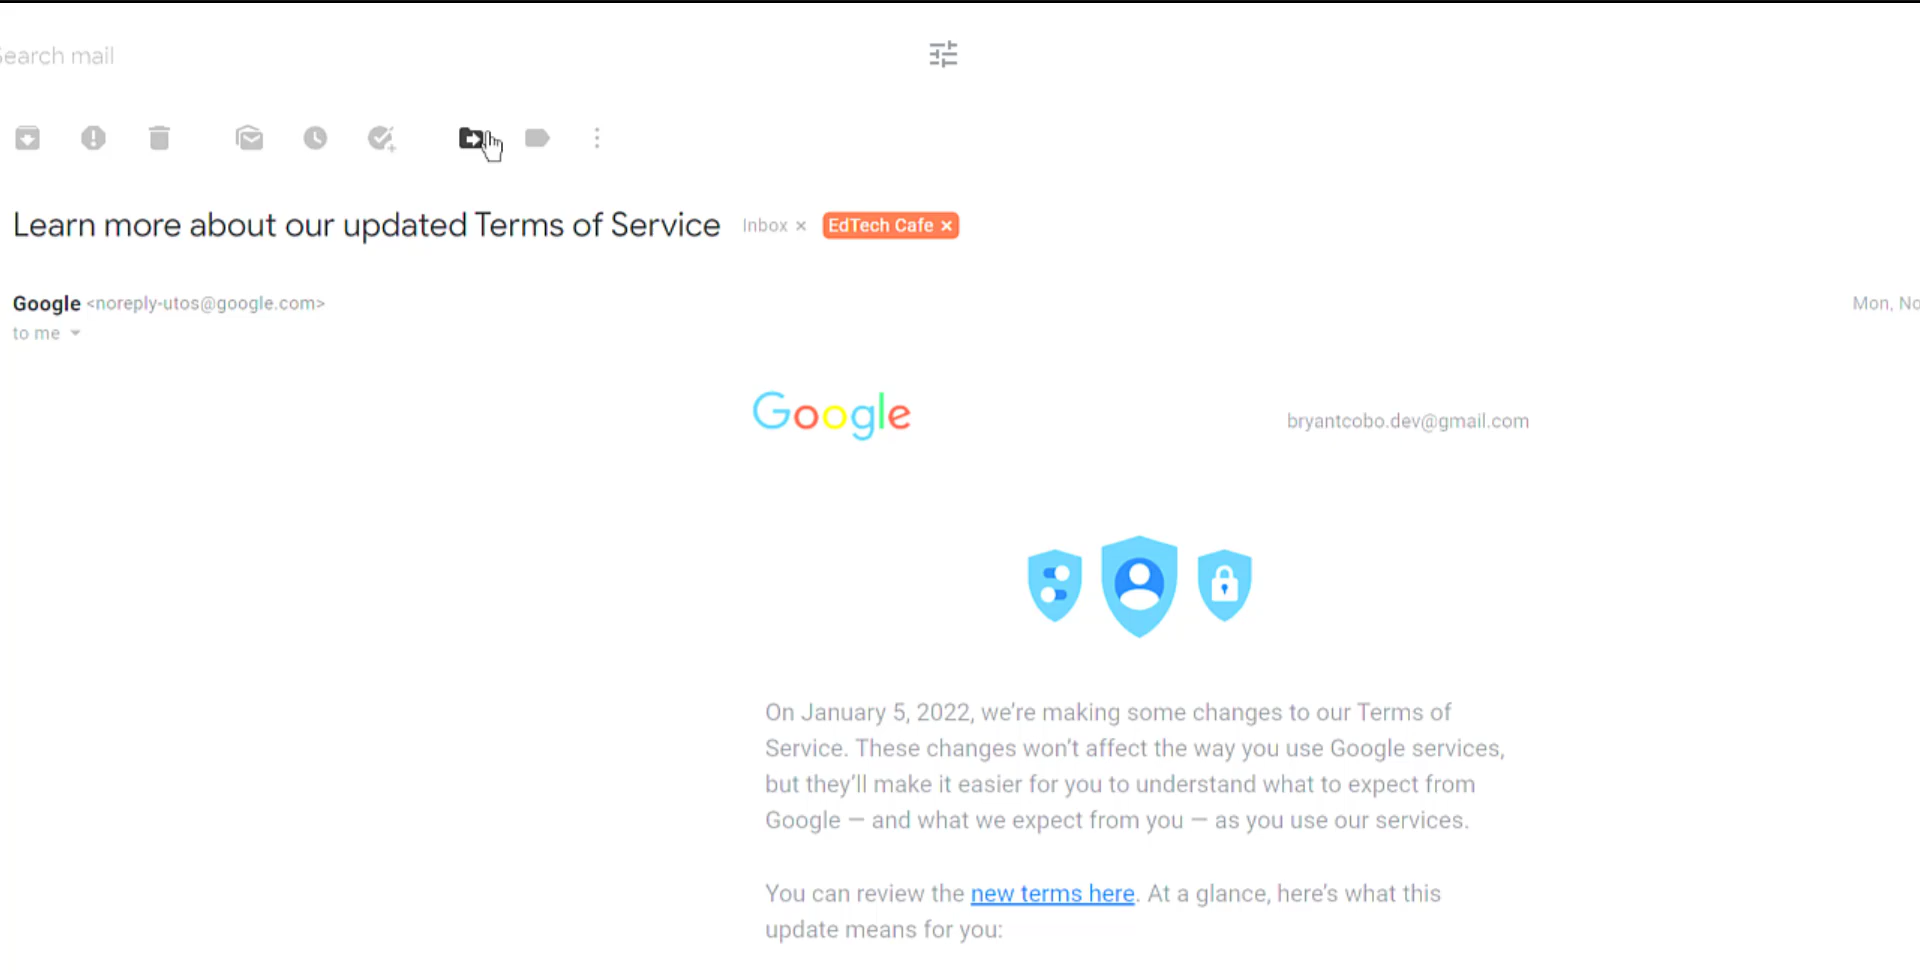 Search mail
Learn more about our updated Terms of Service Inbox × EdTech Cafe ×
Google <noreply-utos@google.com> Mon, No
to me
Google bryantcobo.dev@gmail.com
On January 5, 2022, we’re making some changes to our Terms of
Service. These changes won’t affect the way you use Google services,
but they’ll make it easier for you to understand what to expect from
Google — and what we expect from you — as you use our services.
You can review the new terms here. At a glance, here’s what this
update means for you: